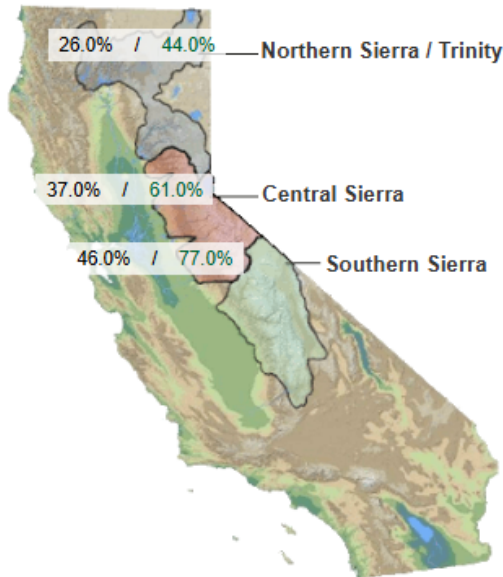 26.0% / 44.0% Northern Sierra / Trinity
37.0% / 61.0% Central Sierra
46.0% / 77.0% Southern Sierra